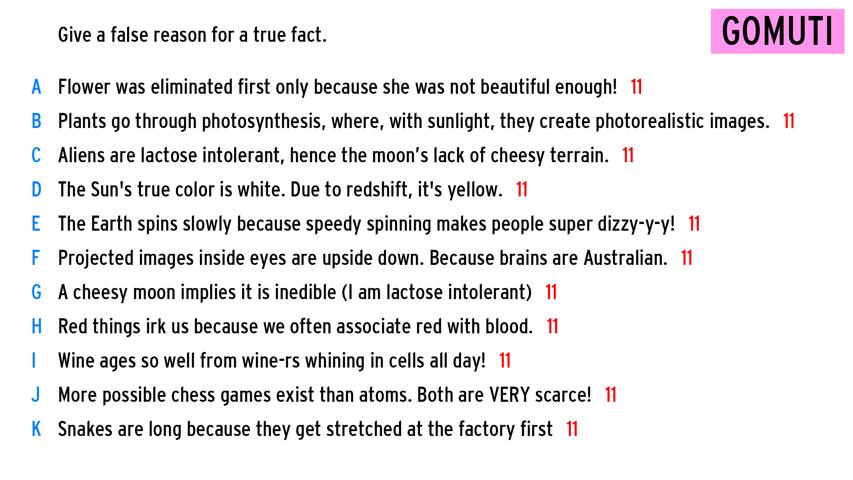 Give a false reason for a true fact.
GOMUTI
A Flower was eliminated first only because she was not beautiful enough! 11
B Plants go through photosynthesis, where, with sunlight, they create photorealistic images. 11
C Aliens are lactose intolerant, hence the moon's lack of cheesy terrain. 11
D The Sun's true color is white. Due to redshift, it's yellow. 11
E The Earth spins slowly because speedy spinning makes people super dizzy-y-y! 11
F Projected images inside eyes are upside down. Because brains are Australian. 11
G A cheesy moon implies it is inedible (I am lactose intolerant) 11
H Red things irk us because we often associate red with blood. 11
I Wine ages so well from wine-rs whining in cells all day! 11
J More possible chess games exist than atoms. Both are VERY scarce! 11
K Snakes are long because they get stretched at the factory first 11